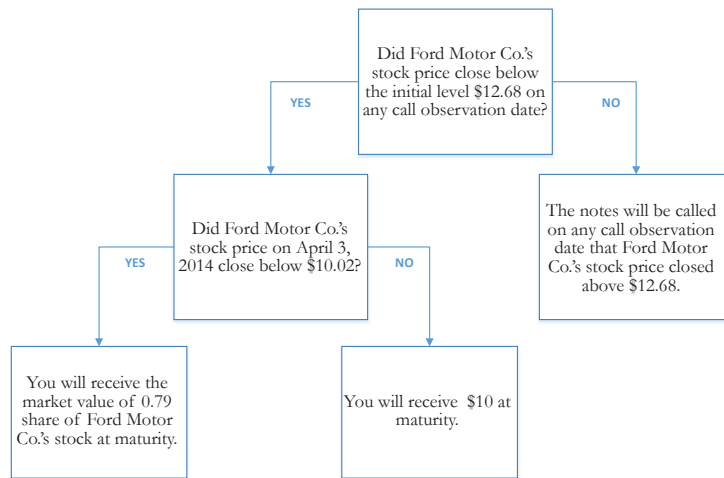 Did Ford Motor Co.'s
stock price close below
the initial level $12.68 on
any call observation date?
YES
NO
Did Ford Motor Co.'s
stock price on April 3,
2014 close below $10.02?
The notes will be called
on any call observation
date that Ford Motor
Co.'s stock price closed
above $12.68.
YES
NO
You will receive the
market value of 0.79
share of Ford Motor
Co.'s stock at maturity.
You will receive $10 at
maturity.